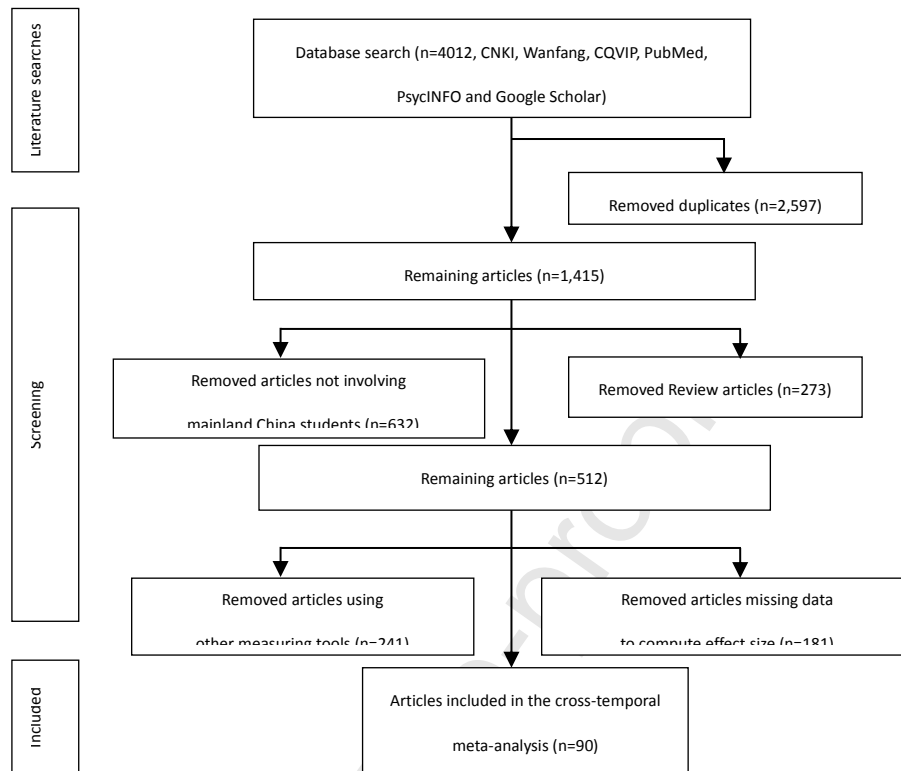 Literature searches
Database search (n=4012, CNKI, Wanfang, CQVIP, PubMed,
PsycINFO and Google Scholar)
Removed duplicates (n=2,597)
Screening
Remaining articles (n=1,415)
Removed articles not involving
mainland China students (n=632)
Removed Review articles (n=273)
Remaining articles (n=512)
Removed articles using
other measuring tools (n=241)
Removed articles missing data
to compute effect size (n=181)
Included
Articles included in the cross-temporal
meta-analysis (n=90)